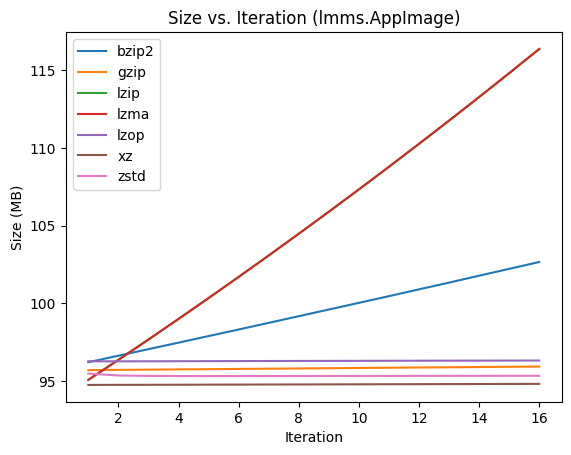 Size vs. Iteration (lmms.AppImage)
bzip2
gzip
lzip
lzma
lzop
xz
zstd
115
110
105
100
95
Size (MB)
2 4 6 8 10 12 14 16
Iteration